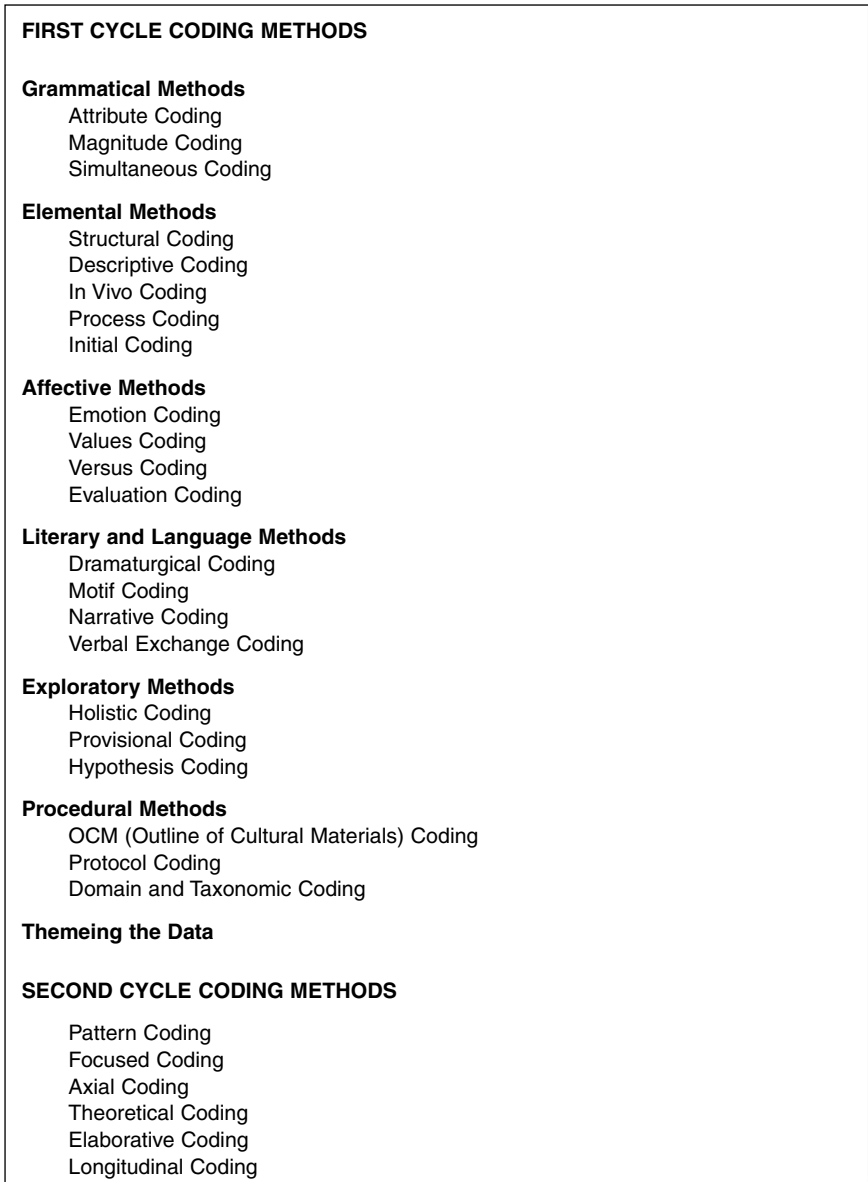 FIRST CYCLE CODING METHODS
Grammatical Methods
Attribute Coding
Magnitude Coding
Simultaneous Coding
Elemental Methods
Structural Coding
Descriptive Coding
In Vivo Coding
Process Coding
Initial Coding
Affective Methods
Emotion Coding
Values Coding
Versus Coding
Evaluation Coding
Literary and Language Methods
Dramaturgical Coding
Motif Coding
Narrative Coding
Verbal Exchange Coding
Exploratory Methods
Holistic Coding
Provisional Coding
Hypothesis Coding
Procedural Methods
OCM (Outline of Cultural Materials) Coding
Protocol Coding
Domain and Taxonomic Coding
Themeing the Data
SECOND CYCLE CODING METHODS
Pattern Coding
Focused Coding
Axial Coding
Theoretical Coding
Elaborative Coding
Longitudinal Coding